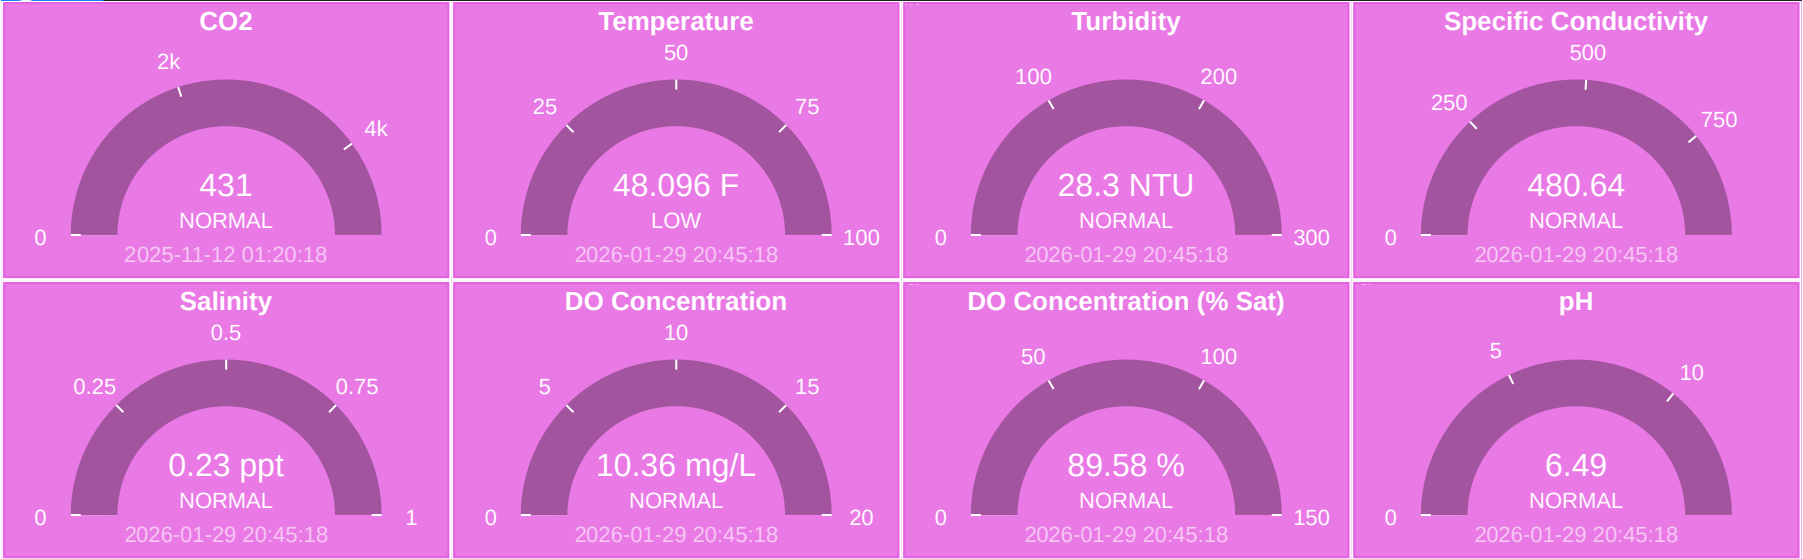 CO2
2k
4k
431
NORMAL
0
2025-11-12 01:20:18
Temperature
50
25
75
48.096 F
LOW
0
100
2026-01-29 20:45:18
Turbidity
100
200
28.3 NTU
NORMAL
0
300
2026-01-29 20:45:18
Specific Conductivity
500
250
750
480.64
NORMAL
0
2026-01-29 20:45:18
Salinity
0.5
0.25
0.75
0.23 ppt
NORMAL
0
1
2026-01-29 20:45:18
DO Concentration
10
5
15
10.36 mg/L
NORMAL
0
20
2026-01-29 20:45:18
DO Concentration (% Sat)
50
100
89.58 %
NORMAL
0
150
2026-01-29 20:45:18
pH
5
10
6.49
NORMAL
0
2026-01-29 20:45:18